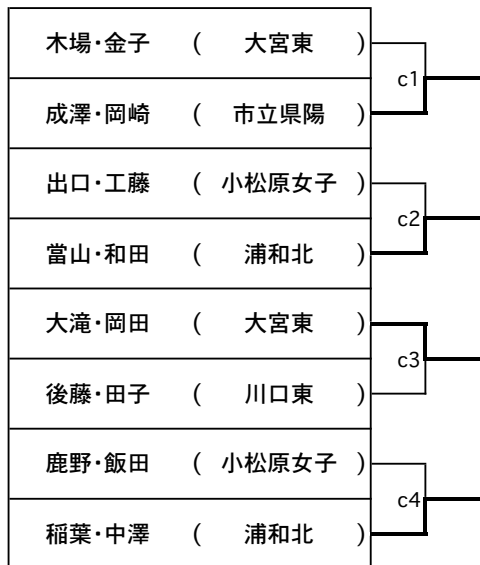 木場・金子 ( 大宮東 )
c1
成澤・岡崎 ( 市立県陽 )
出口・工藤 ( 小松原女子 )
c2
當山・和田 ( 浦和北 )
大滝・岡田 ( 大宮東 )
c3
後藤・田子 ( 川口東 )
鹿野・飯田 ( 小松原女子 )
c4
稲葉・中澤 ( 浦和北 )